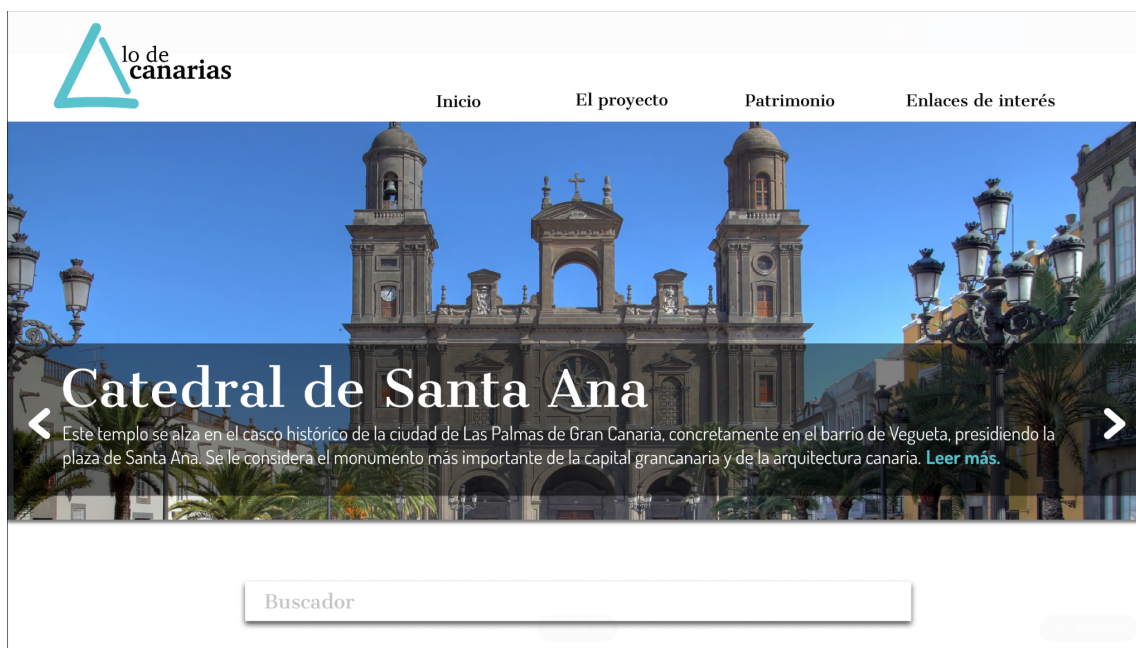 lo de
canarias
Inicio El proyecto Patrimonio Enlaces de interés
Catedral de Santa Ana
Este templo se alza en el casco histórico de la ciudad de Las Palmas de Gran Canaria, concretamente en el barrio de Vegueta, presidiendo la
plaza de Santa Ana. Se le considera el monumento más importante de la capital grancanaria y de la arquitectura canaria. Leer más.
Buscador